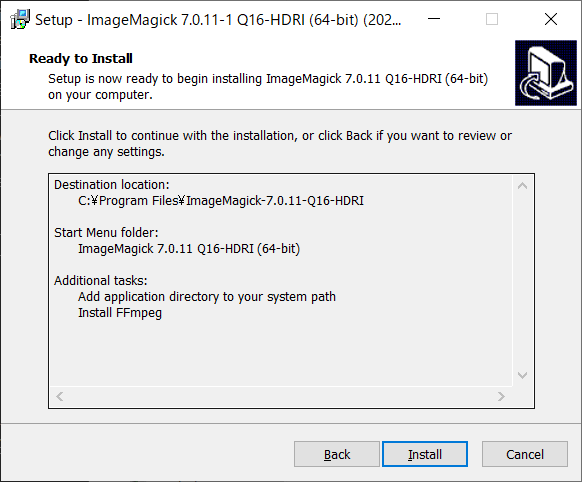 Setup - ImageMagick 7.0.11-1 Q16-HDRI (64-bit) (202...
Ready to Install
Setup is now ready to begin installing ImageMagick 7.0.11 Q16-HDRI (64-bit)
on your computer.
Click Install to continue with the installation, or click Back if you want to review or
change any settings.
Destination location:
C:¥Program Files¥ImageMagick-7.0.11-Q16-HDRI
Start Menu folder:
ImageMagick 7.0.11 Q16-HDRI (64-bit)
Additional tasks:
Add application directory to your system path
Install FFmpeg
Back
Install
Cancel